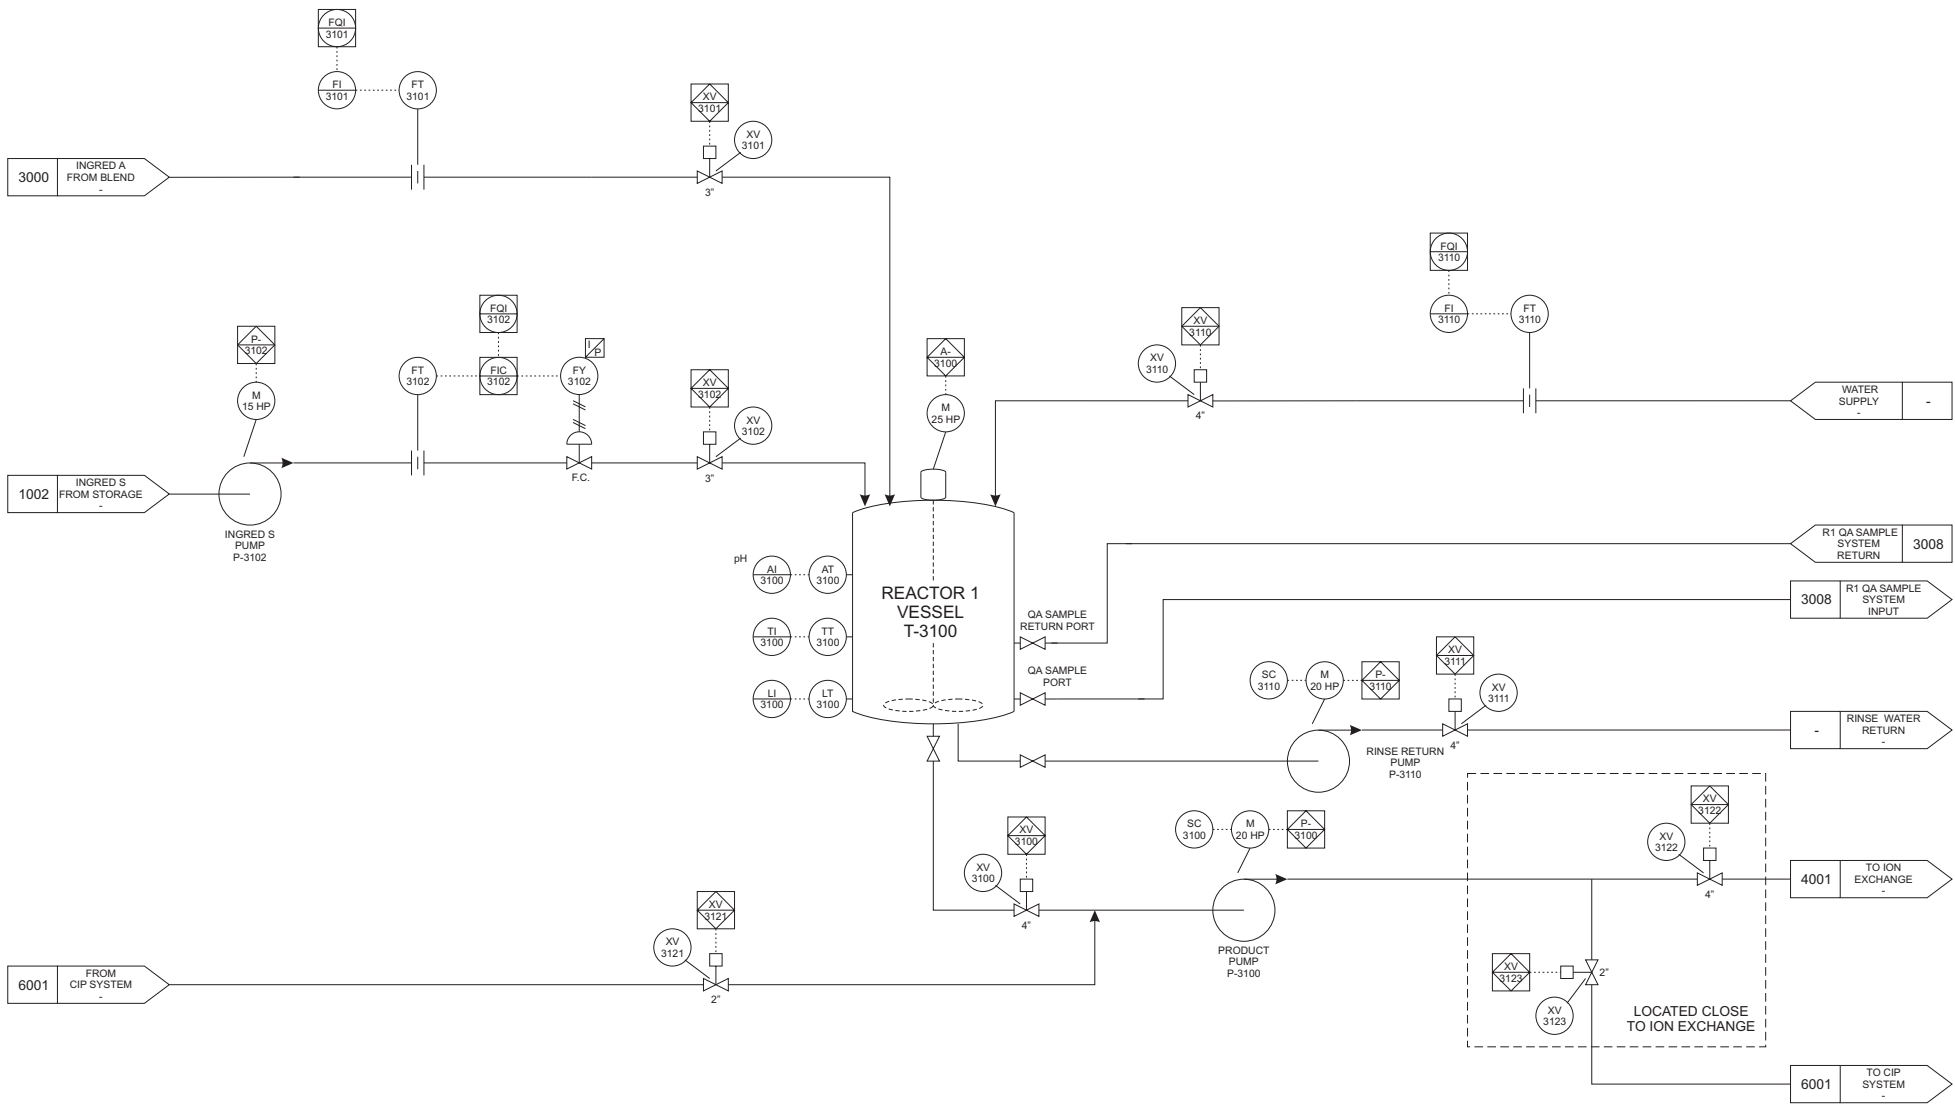 FQI
3101
FI
3101
FT
3101
XV
3101
XV
3101
3"
3000
INGRED A
FROM BLEND
-
FQI
3110
FI
3110
FT
3110
XV
3110
XV
3110
4"
WATER
SUPPLY
-
-
FQI
3102
P-
3102
M
15 HP
FT
3102
FIC
3102
FY
3102
I
P
XV
3102
XV
3102
F.C.
3"
A-
3100
M
25 HP
1002
INGRED S
FROM STORAGE
-
INGRED S
PUMP
P-3102
pH
AI
3100
AT
3100
TI
3100
TT
3100
LI
3100
LT
3100
REACTOR 1
VESSEL
T-3100
QA SAMPLE
RETURN PORT
QA SAMPLE
PORT
R1 QA SAMPLE
SYSTEM
RETURN
3008
3008
R1 QA SAMPLE
SYSTEM
INPUT
SC
3110
M
20 HP
P-
3110
XV
3111
XV
3111
4"
RINSE RETURN
PUMP
P-3110
-
RINSE WATER
RETURN
-
XV
3100
XV
3100
4"
SC
3100
M
20 HP
P-
3100
PRODUCT
PUMP
P-3100
XV
3122
XV
3122
4"
4001
TO ION
EXCHANGE
-
XV
3121
XV
3121
2"
6001
FROM
CIP SYSTEM
-
XV
3123
XV
3123
2"
LOCATED CLOSE
TO ION EXCHANGE
6001
TO CIP
SYSTEM
-